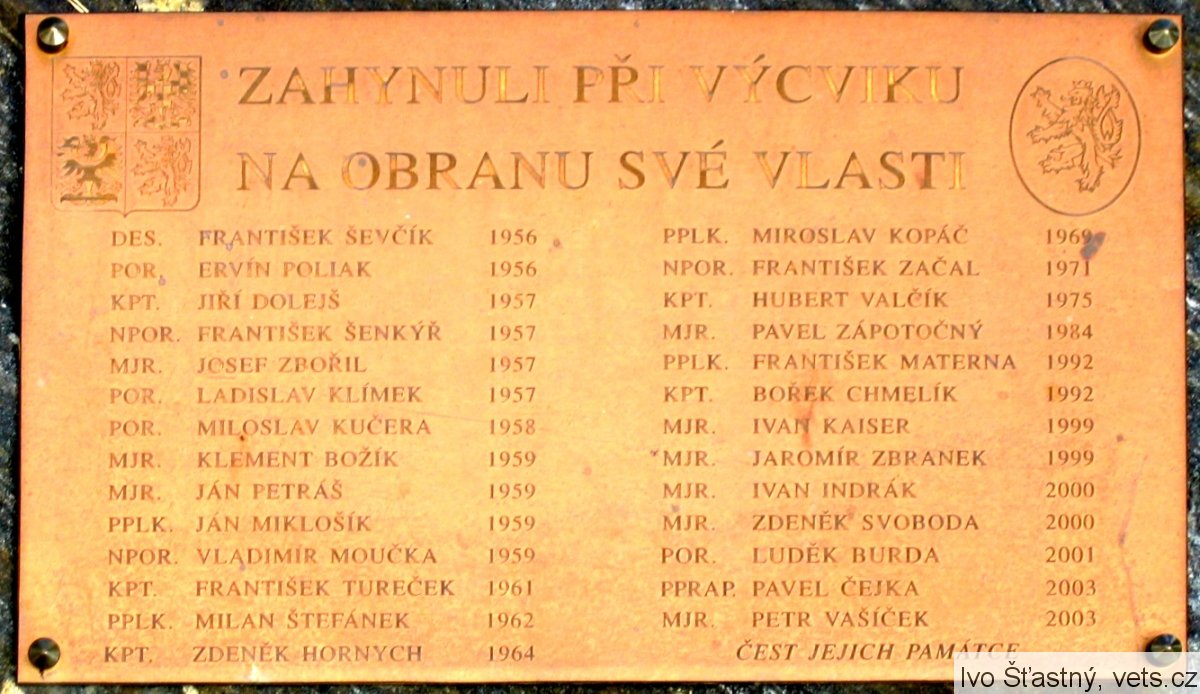 ZAHYNULI PŘI VÝCVIKU
NA OBRANU SVÉ VLASTI
DES. FRANTIŠEK ŠEVČÍK 1956
POR. ERVÍN POLIAK 1956
KPT. JIŘÍ DOLEJŠ 1957
NPOR. FRANTIŠEK ŠENKÝŘ 1957
MJR. JOSEF ZBOŘIL 1957
POR. LADISLAV KLÍMEK 1957
POR. MILOSLAV KUČERA 1958
MJR. KLEMENT BOŽÍK 1959
MJR. JÁN PETRÁŠ 1959
PPLK. JÁN MIKLOŠÍK 1959
NPOR. VLADIMÍR MOUČKA 1959
KPT. FRANTIŠEK TUREČEK 1961
PPLK. MILAN ŠTEFÁNEK 1962
KPT. ZDENĚK HORNYCH 1964
PPLK. MIROSLAV KOPÁČ 1969
NPOR. FRANTIŠEK ZAČAL 1971
KPT. HUBERT VALČÍK 1975
MJR. PAVEL ZÁPOTOČNÝ 1984
PPLK. FRANTIŠEK MATERNA 1992
KPT. BOŘEK CHMELÍK 1992
MJR. IVAN KAISER 1999
MJR. JAROMÍR ZBRANEK 1999
MJR. IVAN INDRÁK 2000
MJR. ZDENĚK SVOBODA 2000
POR. LUDĚK BURDA 2001
PPRAP. PAVEL ČEJKA 2003
MJR. PETR VAŠÍČEK 2003
ČEST JEJICH PAMÁTCE
Ivo Šťastný, vets.cz